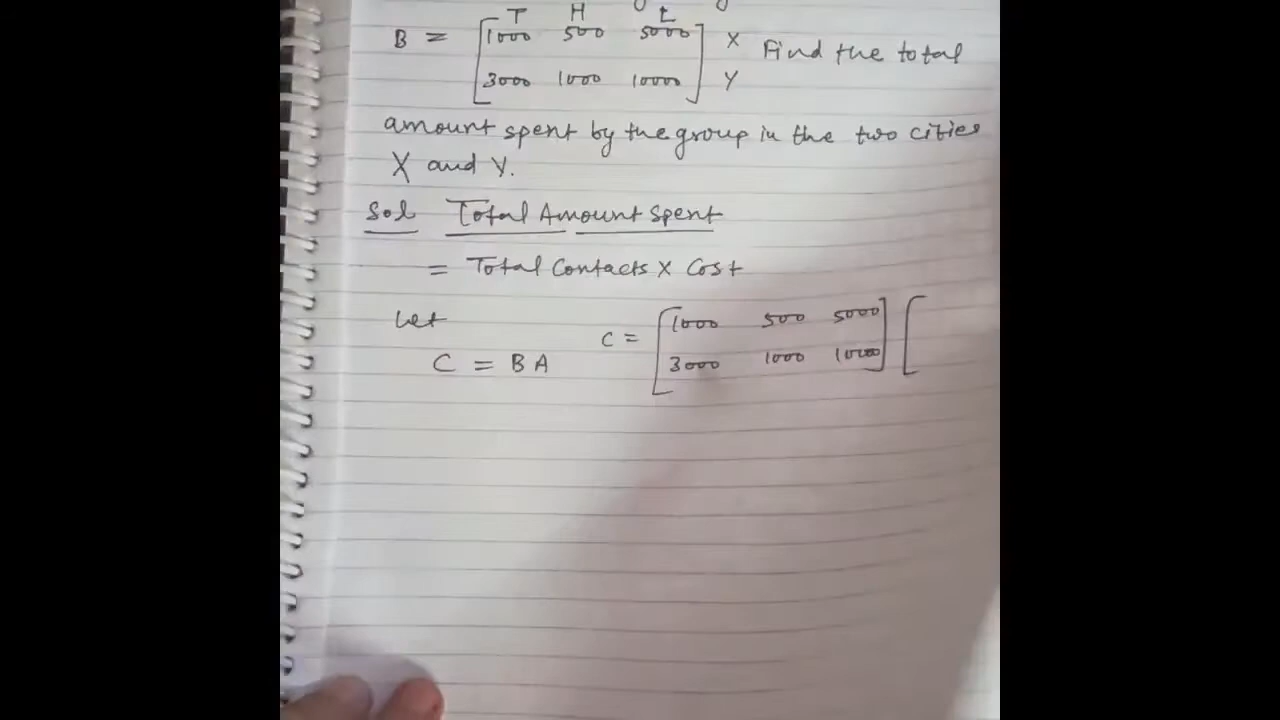 T H L
B = [1000 500 5000] X Find the total
3000 1000 10000 Y
amount spent by the group in the two cities
X and Y.
Sol Total Amount Spent
= Total Contacts × Cost
Let C = [1000 500 5000] [
C = BA 3000 1000 10000